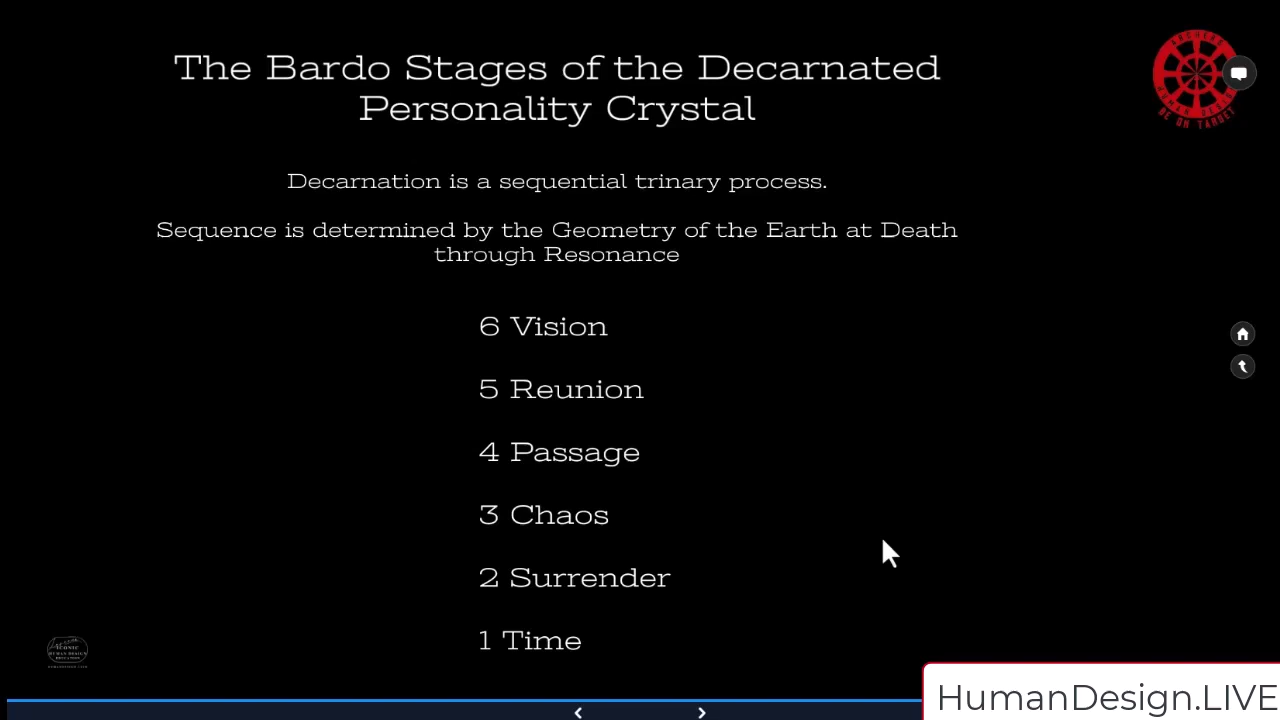 The Bardo Stages of the Decarnated
Personality Crystal
Decarnation is a sequential trinary process.
Sequence is determined by the Geometry of the Earth at Death
through Resonance
6 Vision
5 Reunion
4 Passage
3 Chaos
2 Surrender
1 Time
HumanDesign.LIVE